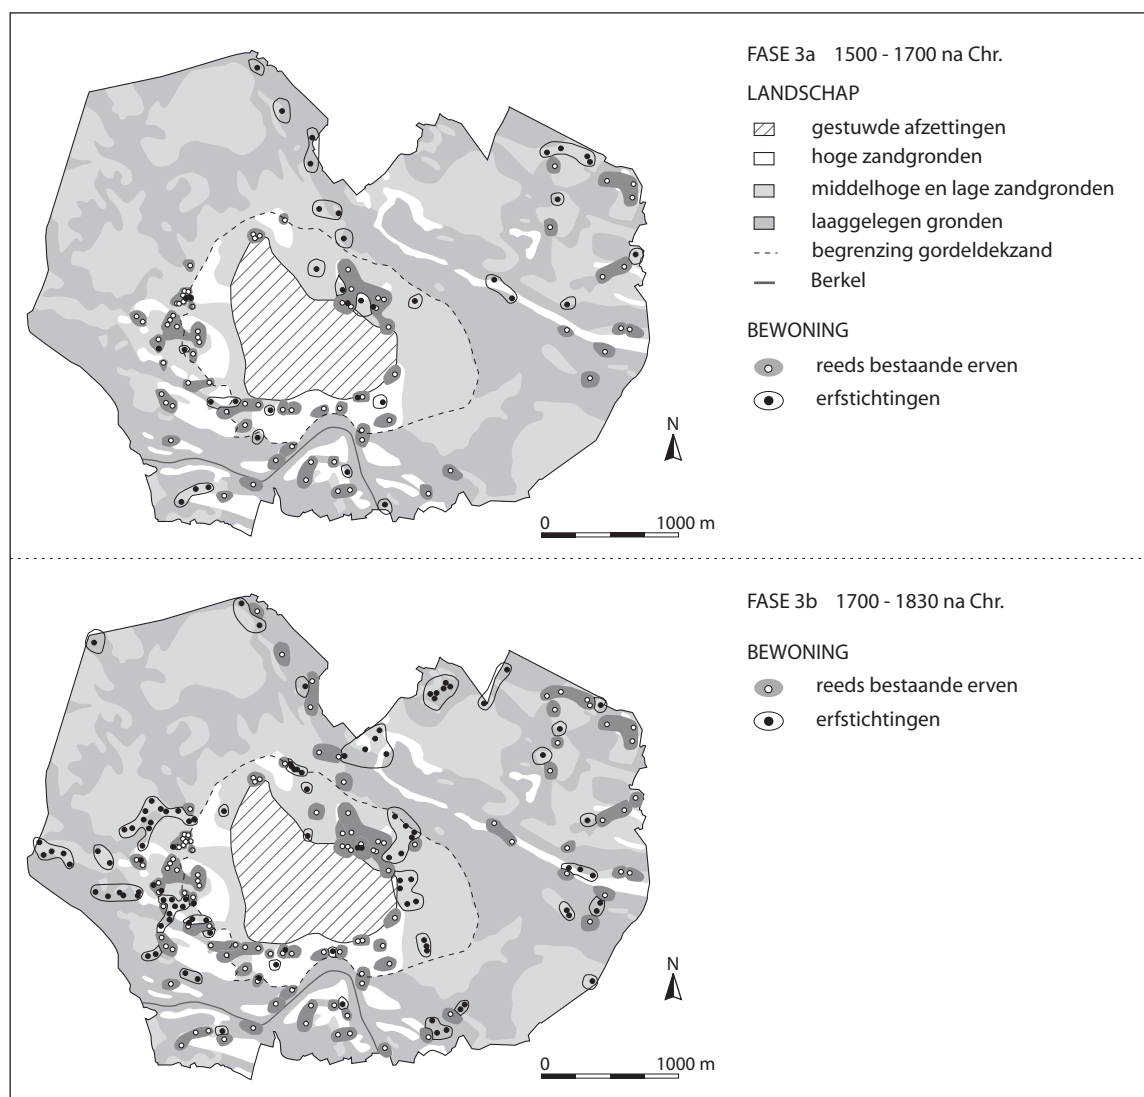 FASE 3a 1500 - 1700 na Chr.
LANDSCHAP
gestuwde afzettingen
hoge zandgronden
middelhoge en lage zandgronden
laaggelegen gronden
begrenzing gordeldekzand
Berkel
BEWONING
reeds bestaande erven
erfstichtingen
N
0 1000 m
FASE 3b 1700 - 1830 na Chr.
BEWONING
reeds bestaande erven
erfstichtingen
N
0 1000 m